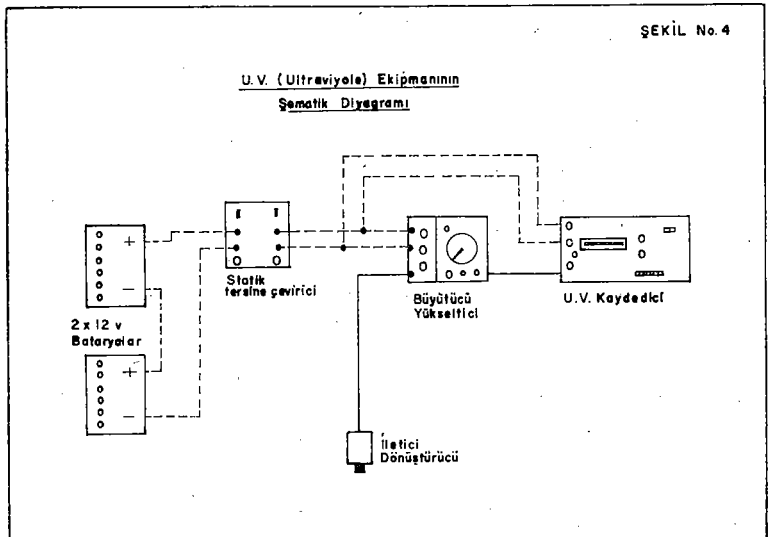 ŞEKİL No. 4
U.V. (Ultraviyole) Ekipmanının
Şematik Diyagramı
+
−
2 x 12 v
Bataryalar
+
−
Statik
tersine çevirici
Büyütücü
Yükseltici
U.V. Kaydedici
İletici
Dönüştürücü